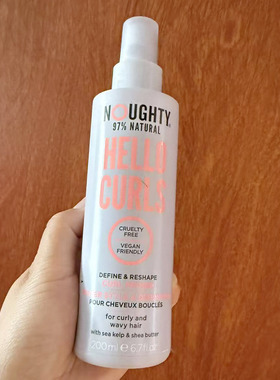 NOUGHTY
97% NATURAL
HELLO
CURLS
CRUELTY
FREE
VEGAN
FRIENDLY
DEFINE & RESHAPE
POUR CHEVEUX BOUCLÉS
for curly and
wavy hair
with sea kelp & shea butter
200ml e 6.7fl.oz